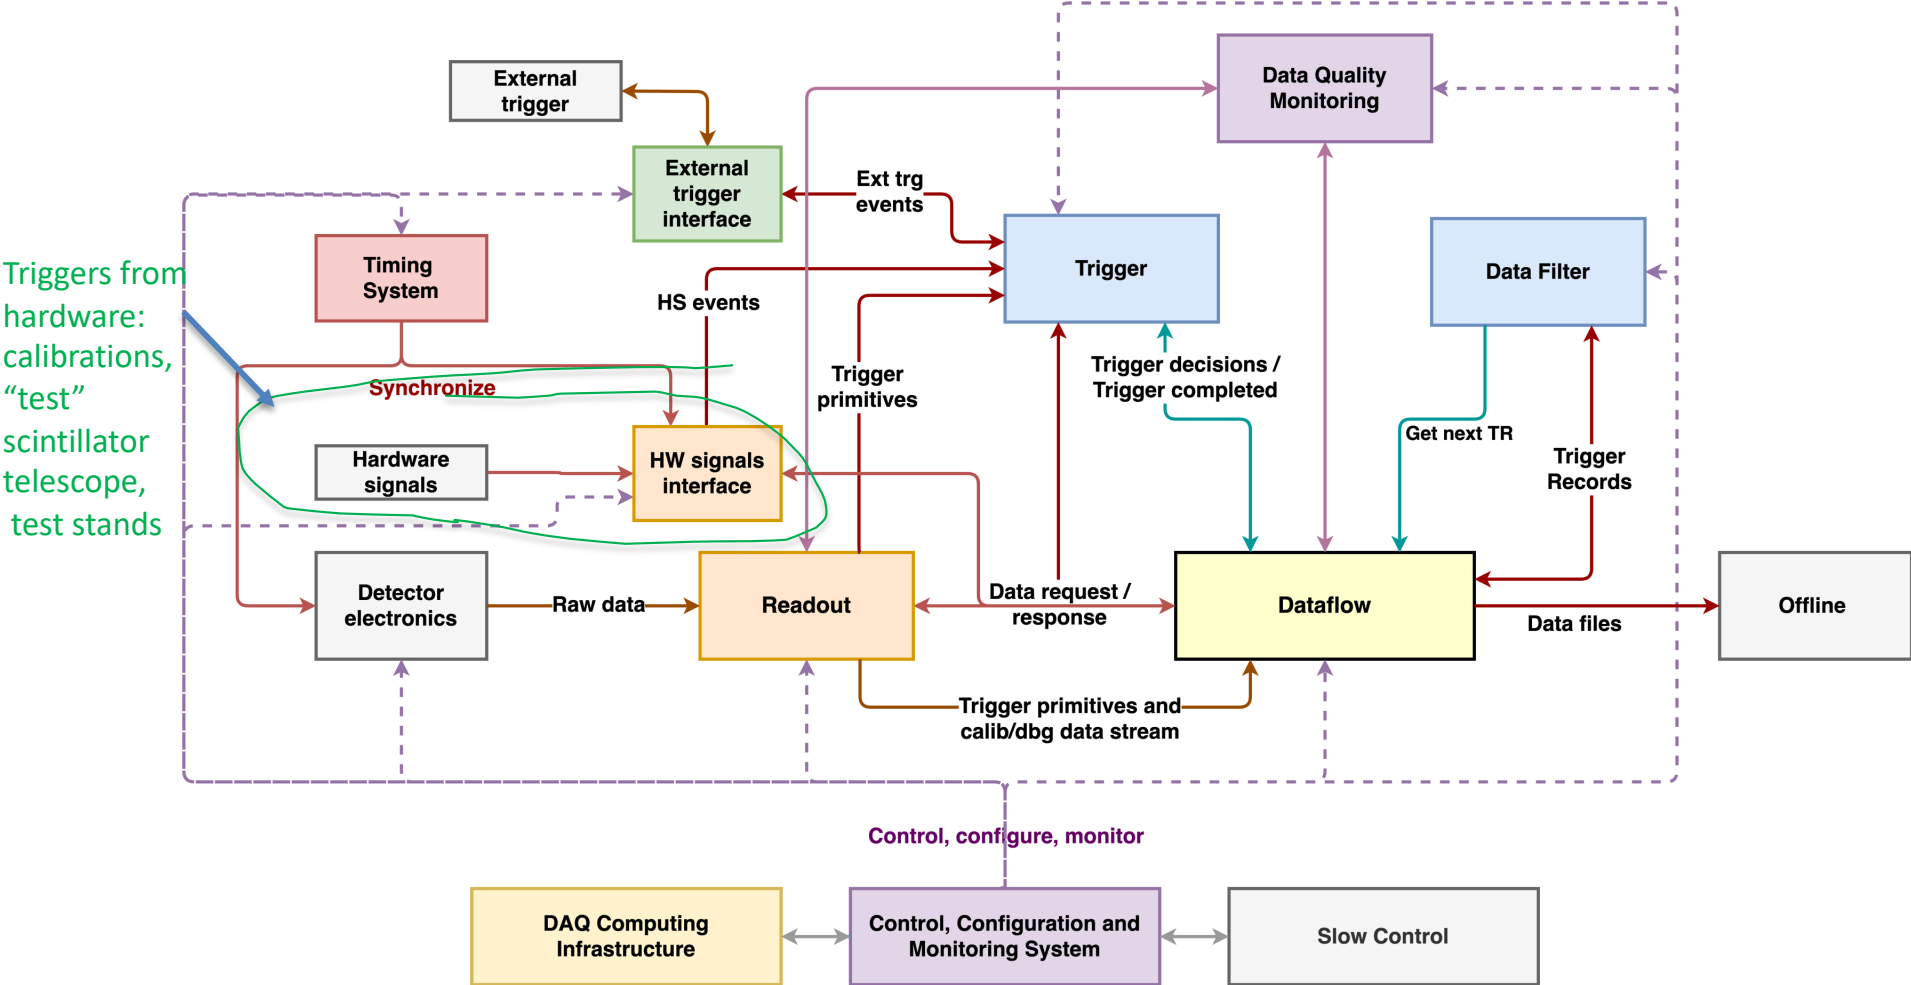 External
trigger
Data Quality
Monitoring
External
trigger
interface
Ext trg
events
Timing
System
Trigger
Data Filter
Triggers from
hardware:
calibrations,
“test”
scintillator
telescope,
test stands
HS events
Synchronize
Trigger
primitives
Trigger decisions /
Trigger completed
Get next TR
Trigger
Records
Hardware
signals
HW signals
interface
Detector
electronics
Raw data
Readout
Data request /
response
Dataflow
Data files
Offline
Trigger primitives and
calib/dbg data stream
Control, configure, monitor
DAQ Computing
Infrastructure
Control, Configuration and
Monitoring System
Slow Control